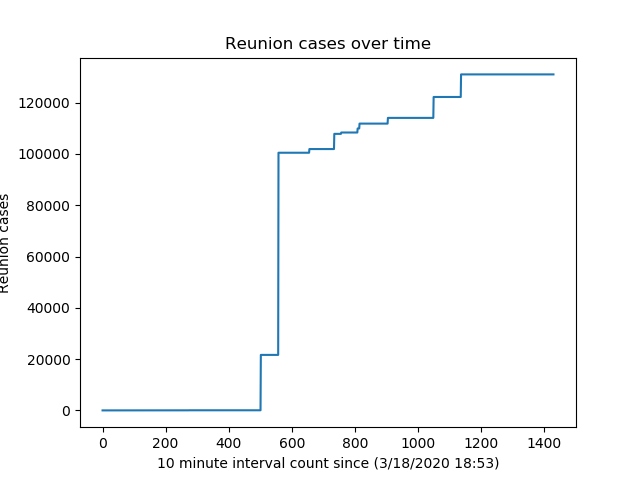 Reunion cases over time
120000
100000
80000
60000
40000
20000
0
Reunion cases
0 200 400 600 800 1000 1200 1400
10 minute interval count since (3/18/2020 18:53)